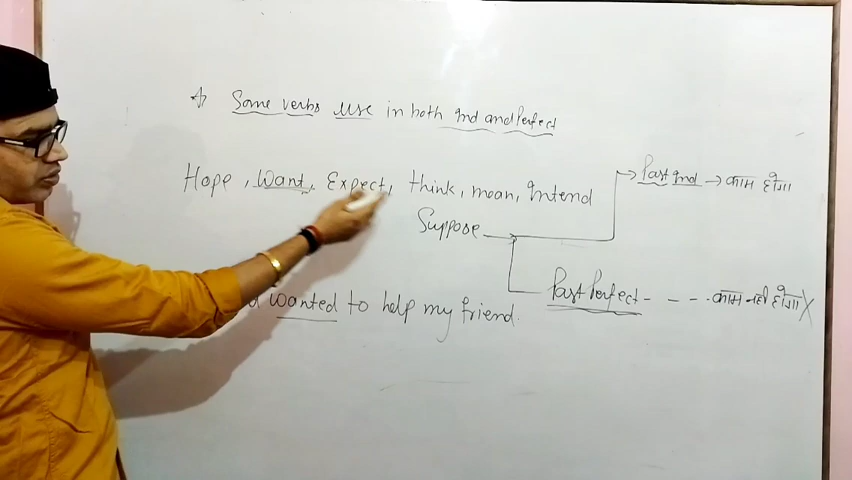 Some verbs use in both Ind and Perfect
Hope, Want, Expect, think, mean, Intend
Suppose
Past Ind → काम होगा
Past Perfect - - - - काम नही होगा X
wanted to help my friend.